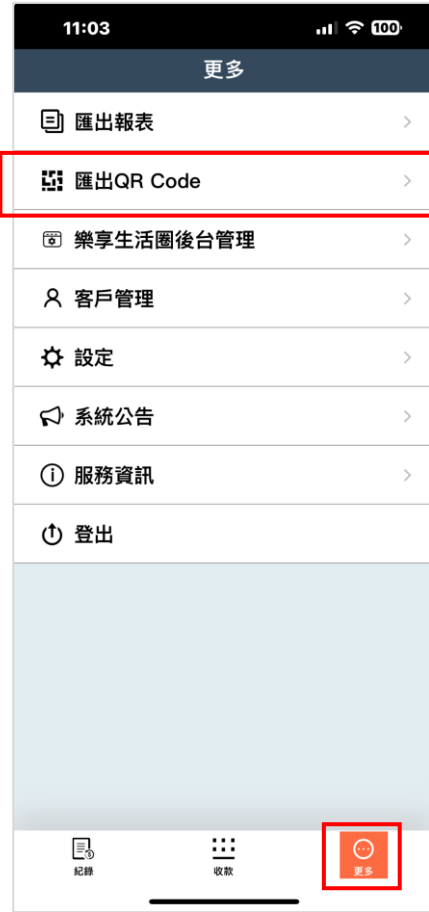 11:03
100
更多
匯出報表
匯出QR Code
樂享生活圈後台管理
客戶管理
設定
系統公告
服務資訊
登出
紀錄
收款
更多